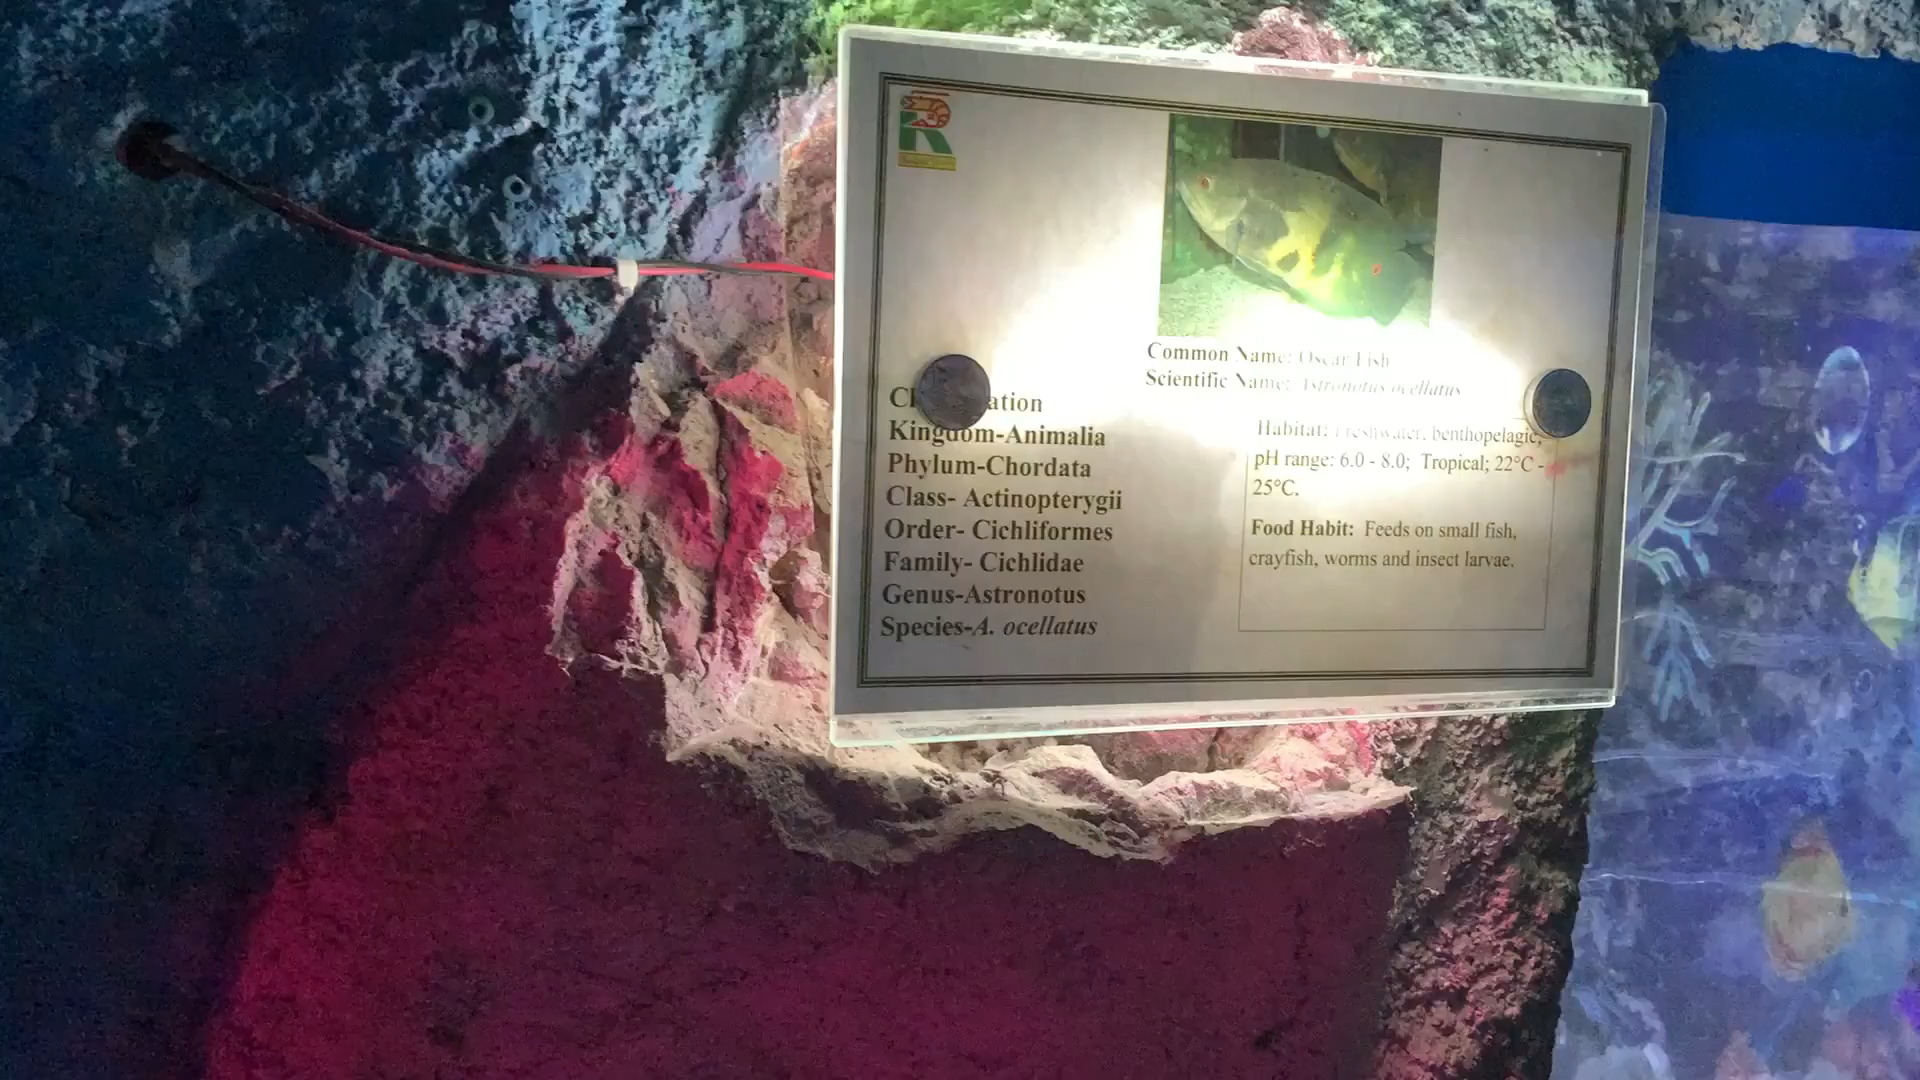 Common Name: Oscar Fish
Scientific Name: Astronotus ocellatus
Kingdom-Animalia
Phylum-Chordata
Class- Actinopterygii
Order- Cichliformes
Family- Cichlidae
Genus-Astronotus
Species-A. ocellatus
Habitat: Freshwater, benthopelagic,
pH range: 6.0 - 8.0; Tropical; 22°C -
25°C.
Food Habit: Feeds on small fish,
crayfish, worms and insect larvae.